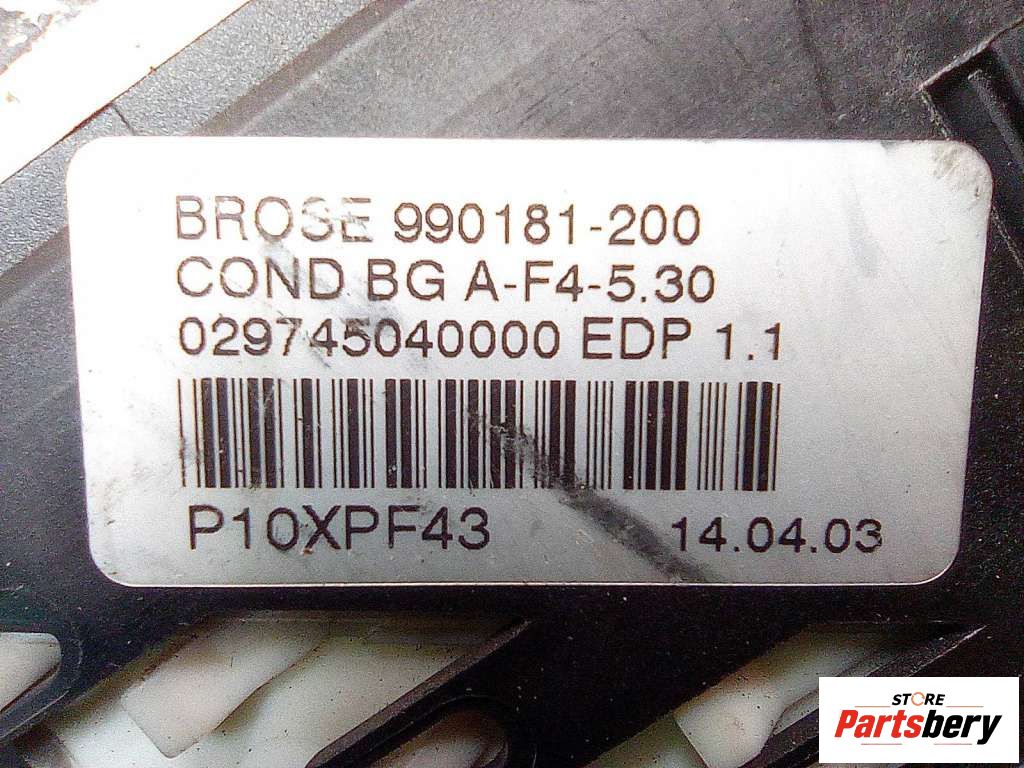 BROSE 990181-200
COND BG A-F4-5.30
029745040000 EDP 1.1
P10XPF43 14.04.03
STORE
Partsbery